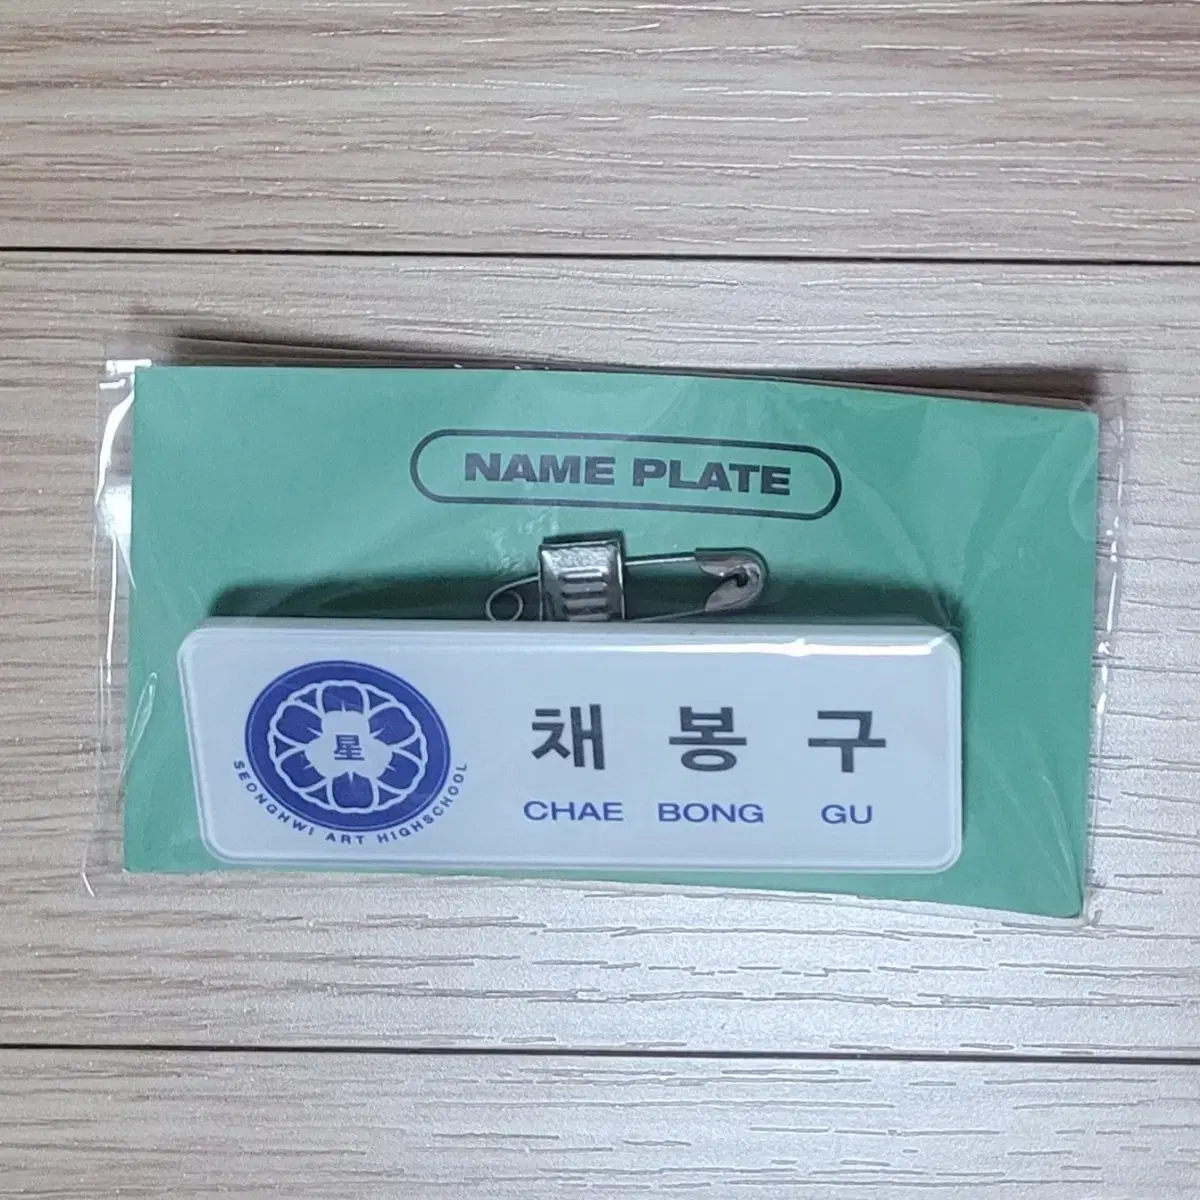 NAME PLATE
星
SEONGHWI ART HIGHSCHOOL
채 봉 구
CHAE BONG GU